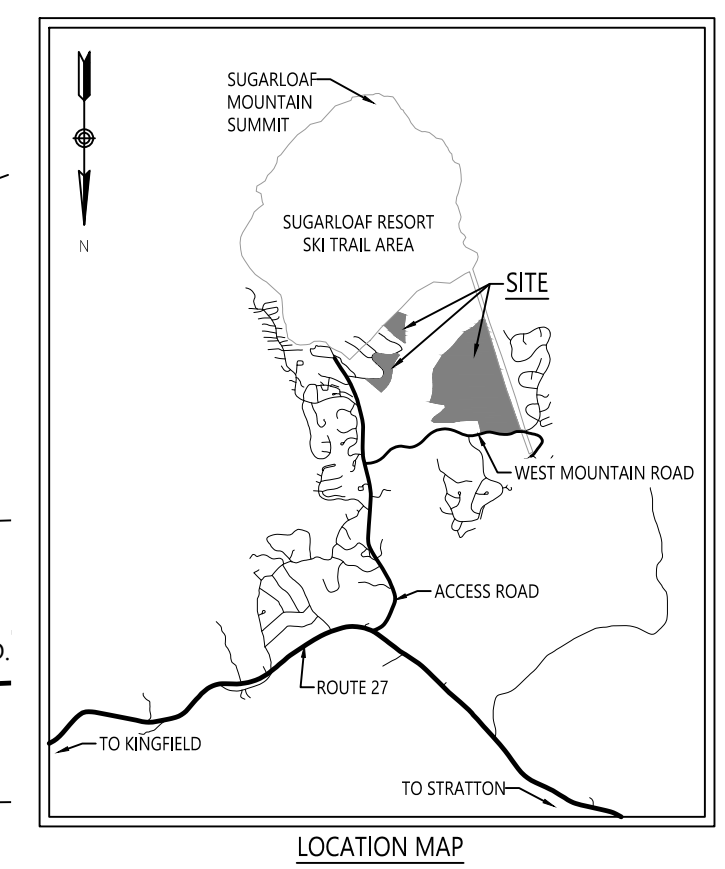 SUGARLOAF
MOUNTAIN
SUMMIT
N
SUGARLOAF RESORT
SKI TRAIL AREA
SITE
WEST MOUNTAIN ROAD
ACCESS ROAD
D.
ROUTE 27
TO KINGFIELD
TO STRATTON
LOCATION MAP